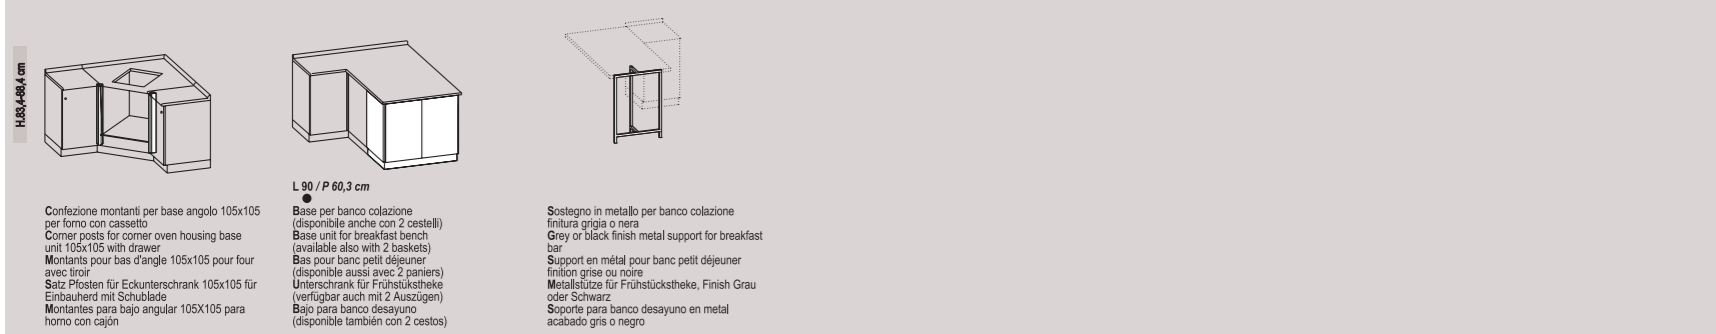 H.83,4-88,4 cm
Confezione montanti per base angolo 105x105
per forno con cassetto
Corner posts for corner oven housing base
unit 105x105 with drawer
Montants pour bas d'angle 105x105 pour four
avec tiroir
Satz Pfosten für Eckunterschrank 105x105 für
Einbauherd mit Schublade
Montantes para bajo angular 105X105 para
horno con cajón
L 90 / P 60,3 cm
Base per banco colazione
(disponibile anche con 2 cestelli)
Base unit for breakfast bench
(available also with 2 baskets)
Bas pour banc petit déjeuner
(disponible aussi avec 2 paniers)
Unterschrank für Frühstükstheke
(verfügbar auch mit 2 Auszügen)
Bajo para banco desayuno
(disponible también con 2 cestos)
Sostegno in metallo per banco colazione
finitura grigia o nera
Grey or black finish metal support for breakfast
bar
Support en métal pour banc petit déjeuner
finition grise ou noire
Metallstütze für Frühstückstheke, Finish Grau
oder Schwarz
Soporte para banco desayuno en metal
acabado gris o negro